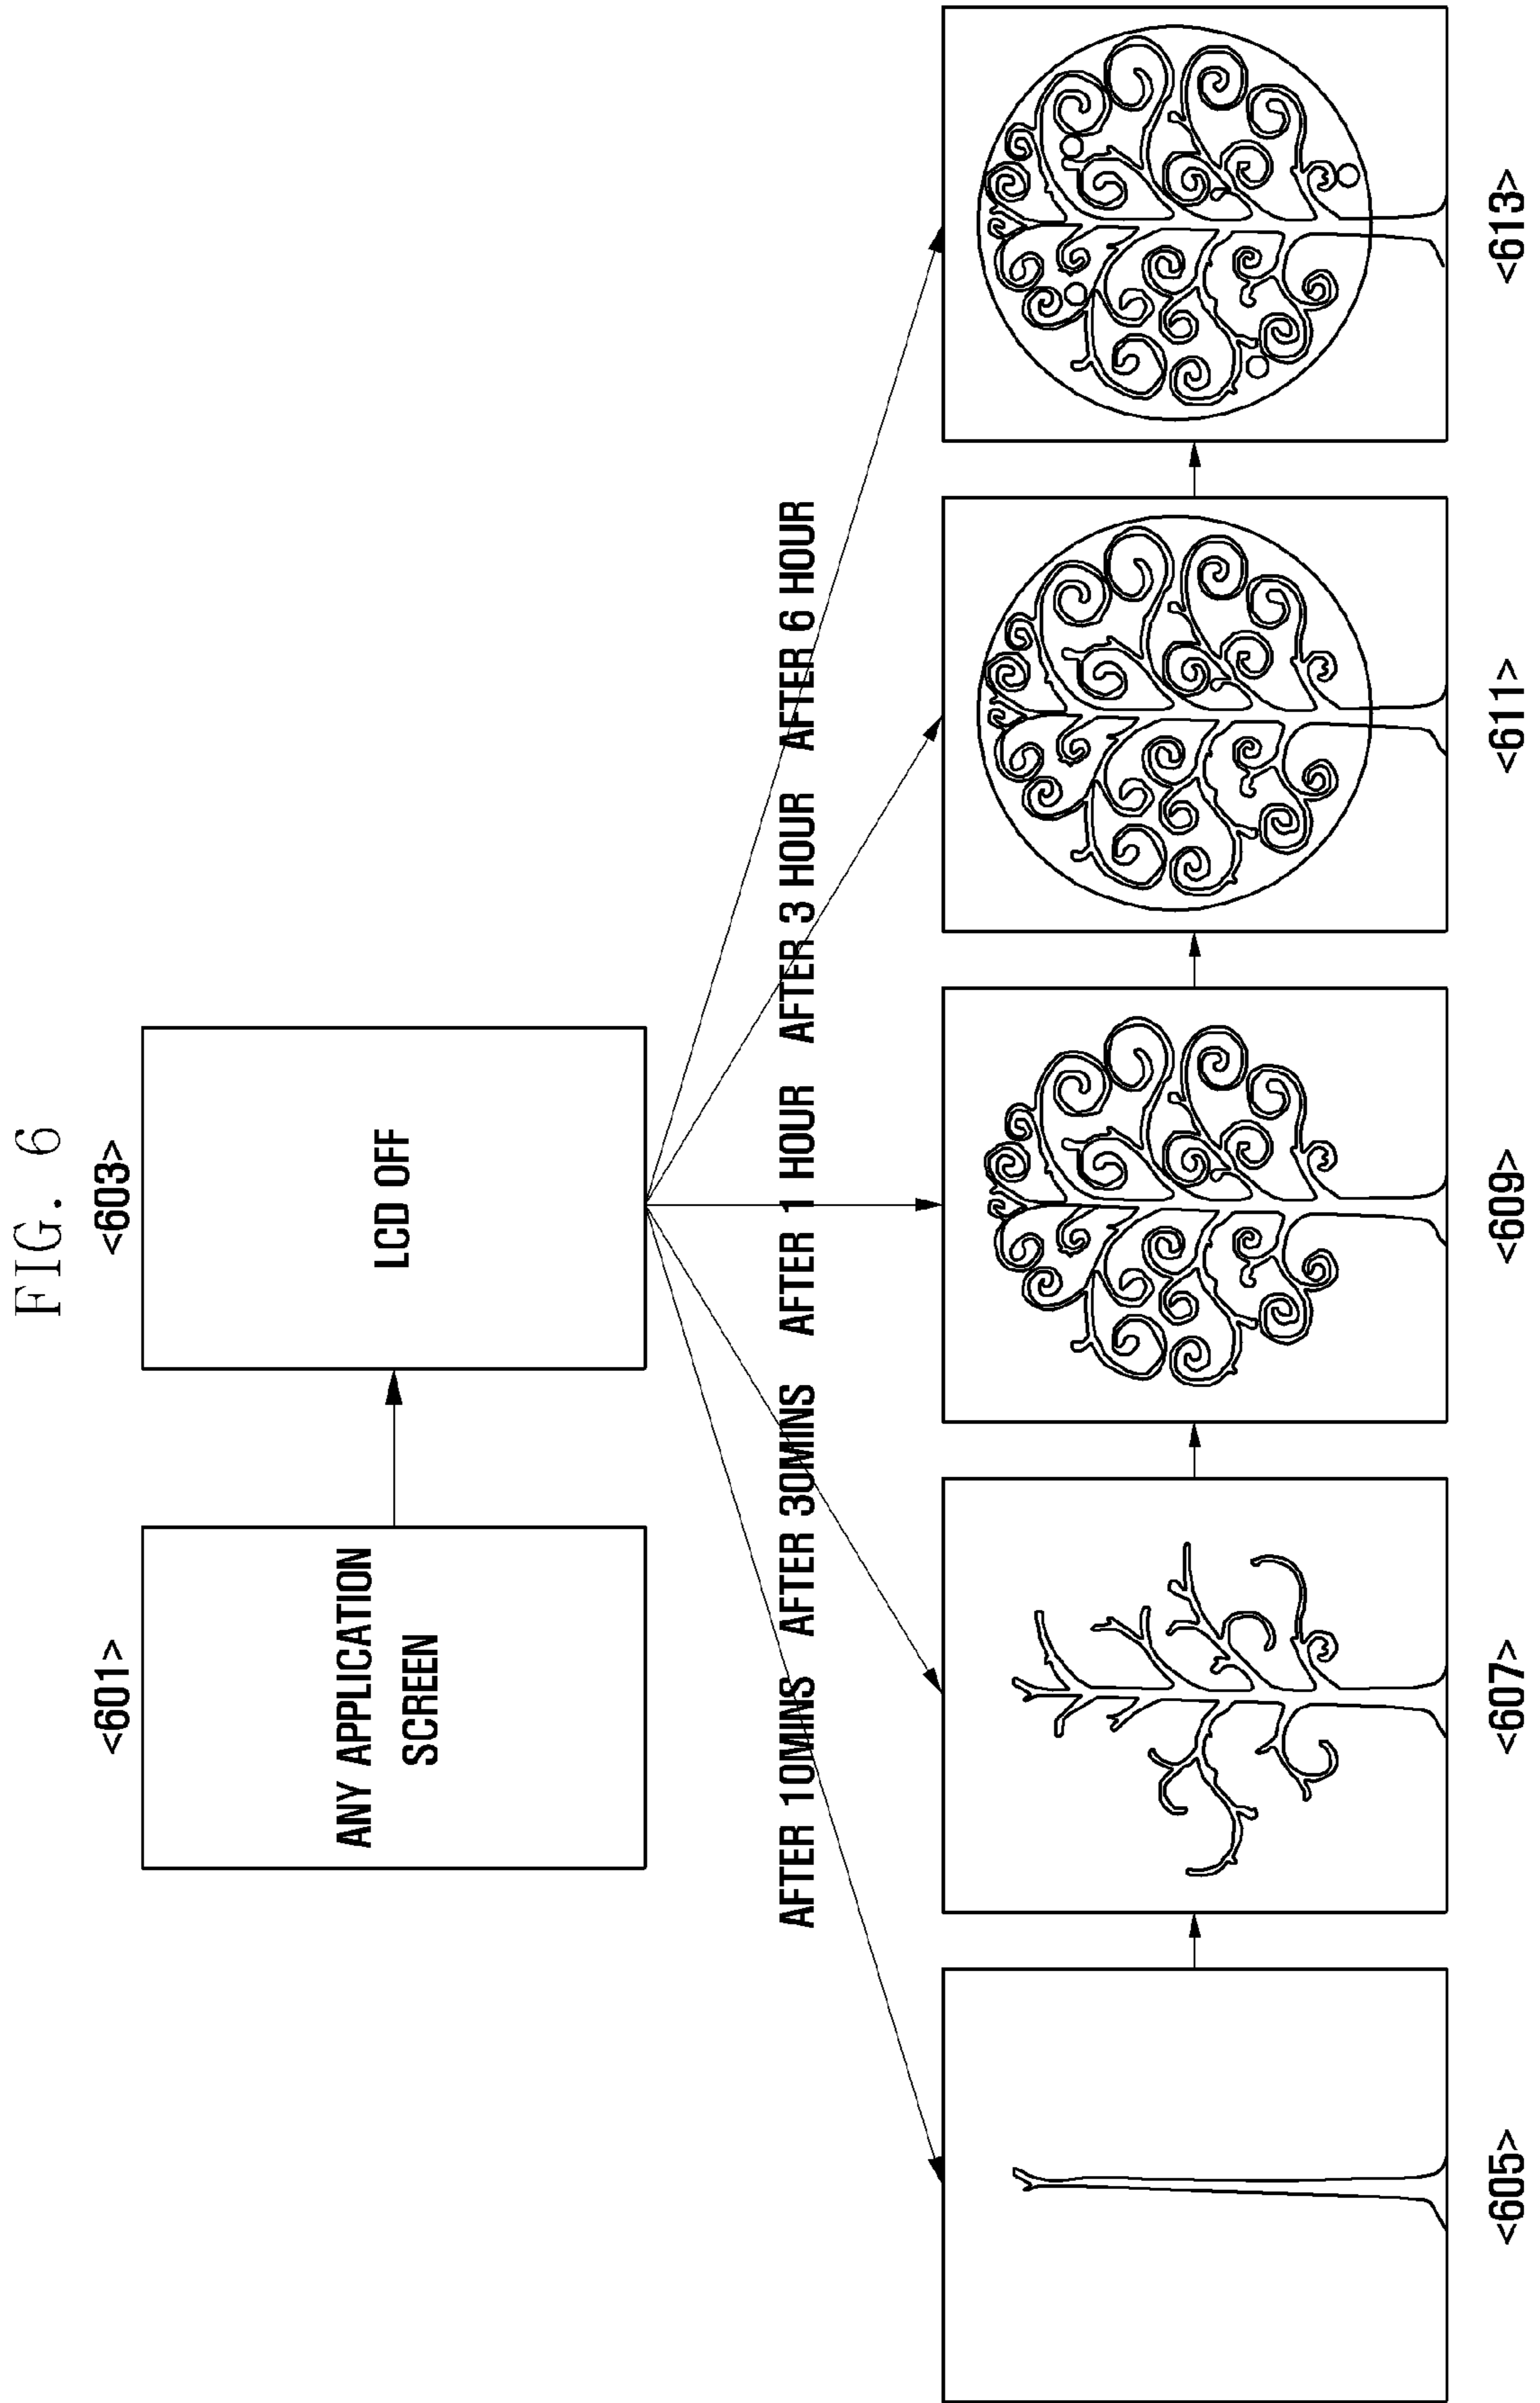 FIG. 6
<601>
<603>
ANY APPLICATION
SCREEN
LCD OFF
AFTER 10MINS
AFTER 30MINS
AFTER 1 HOUR
AFTER 3 HOUR
AFTER 6 HOUR
<605>
<607>
<609>
<611>
<613>